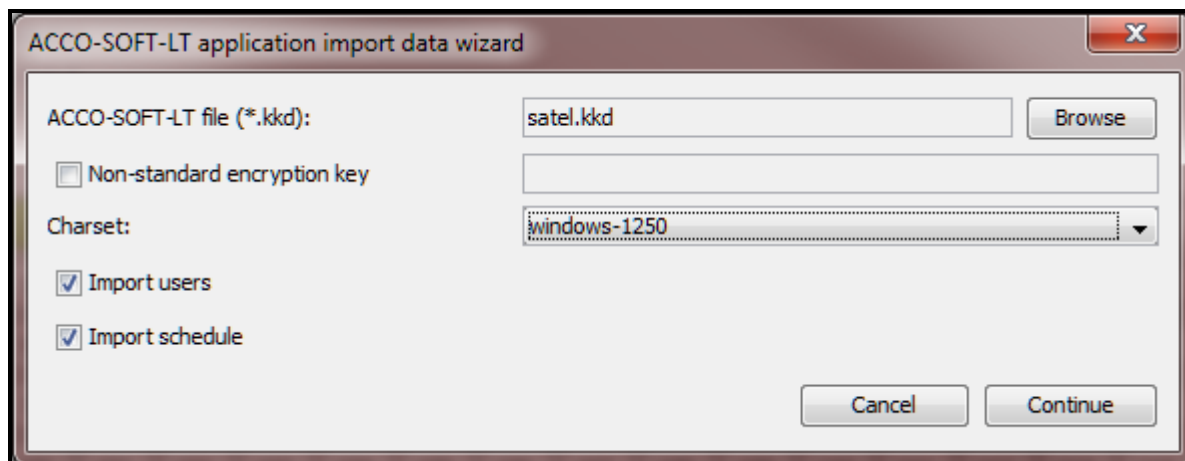 ACCO-SOFT-LT application import data wizard
ACCO-SOFT-LT file (*.kkd): satel.kkd Browse
Non-standard encryption key
Charset: windows-1250
Import users
Import schedule
Cancel Continue